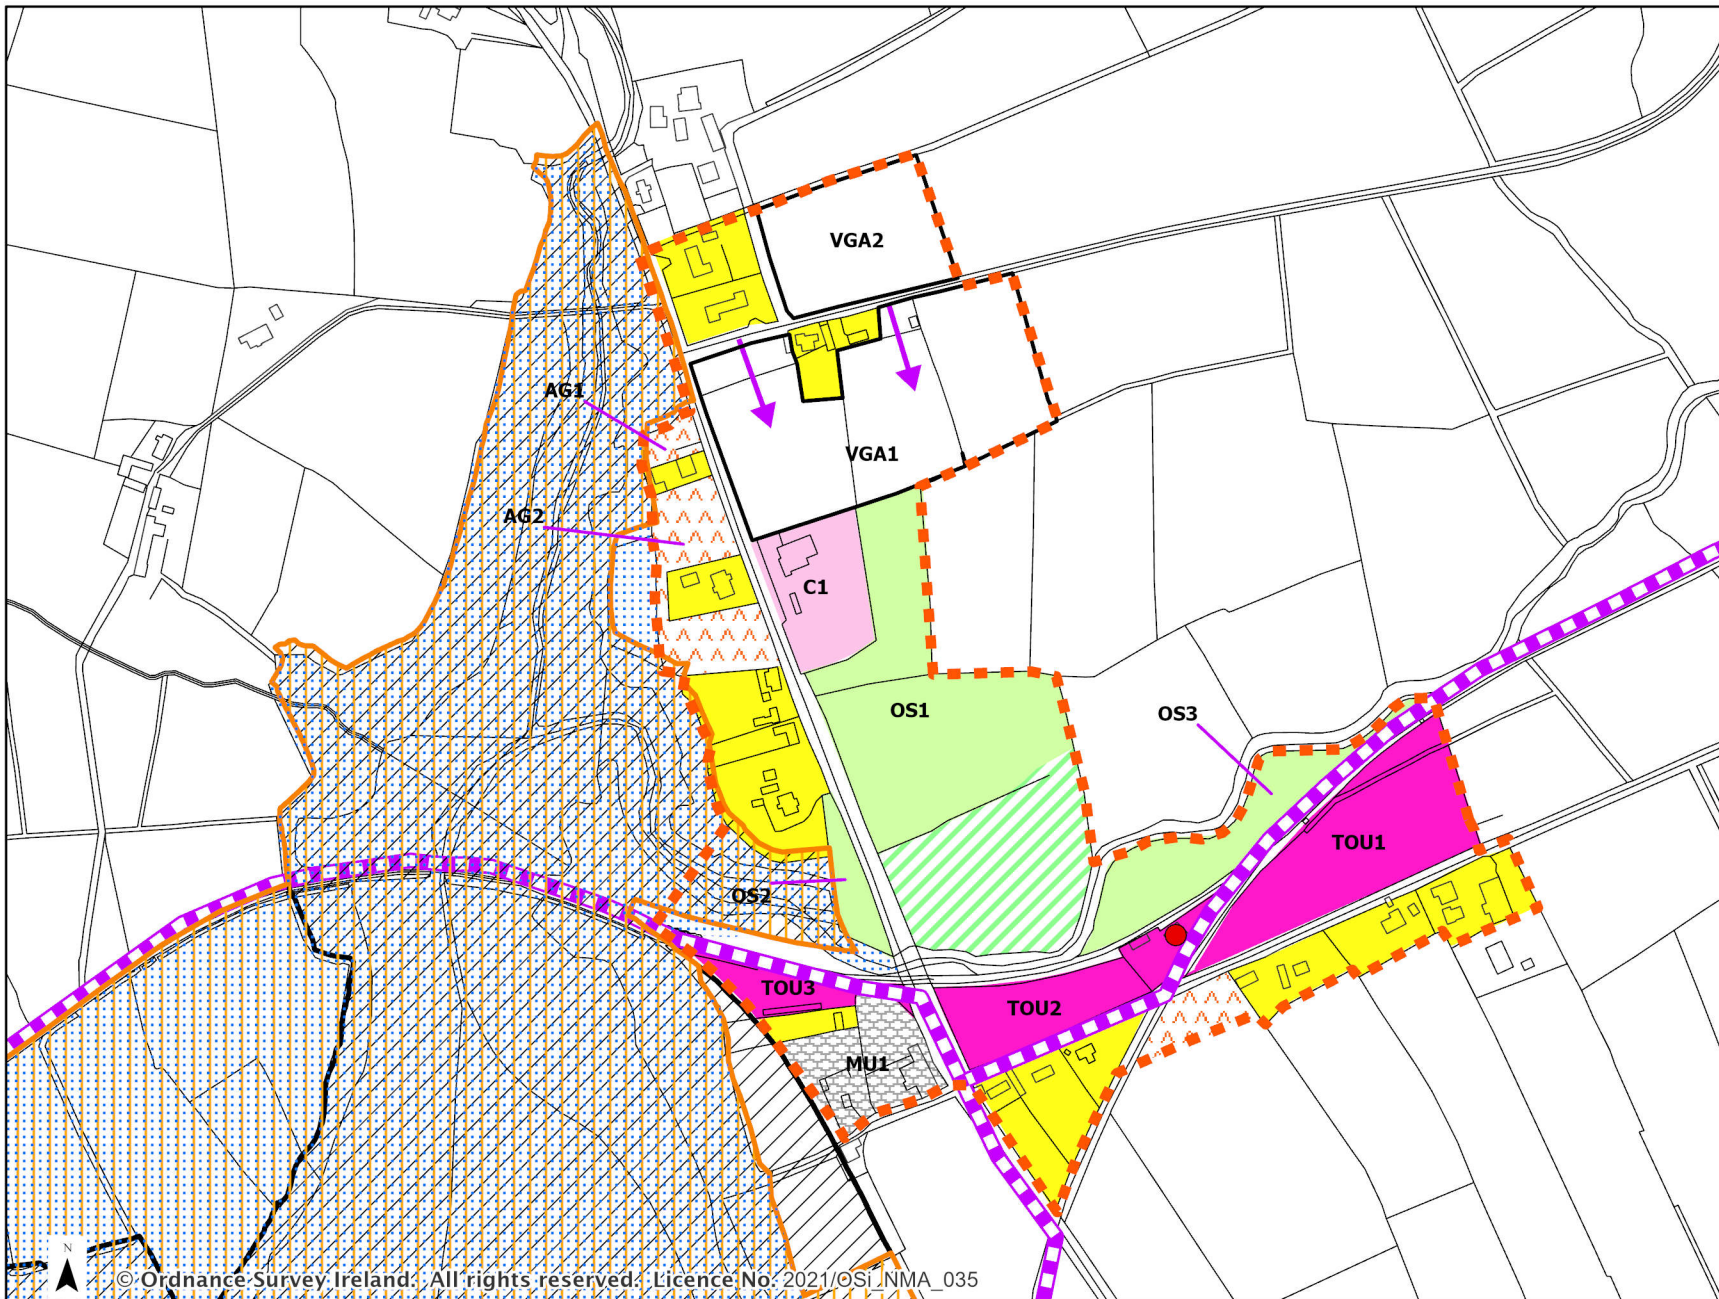 VGA2
AG1
VGA1
AG2
C1
OS1
OS3
TOU1
OS2
TOU3
TOU2
MU1
N
© Ordnance Survey Ireland. All rights reserved. Licence No. 2021/OSi_NMA_035